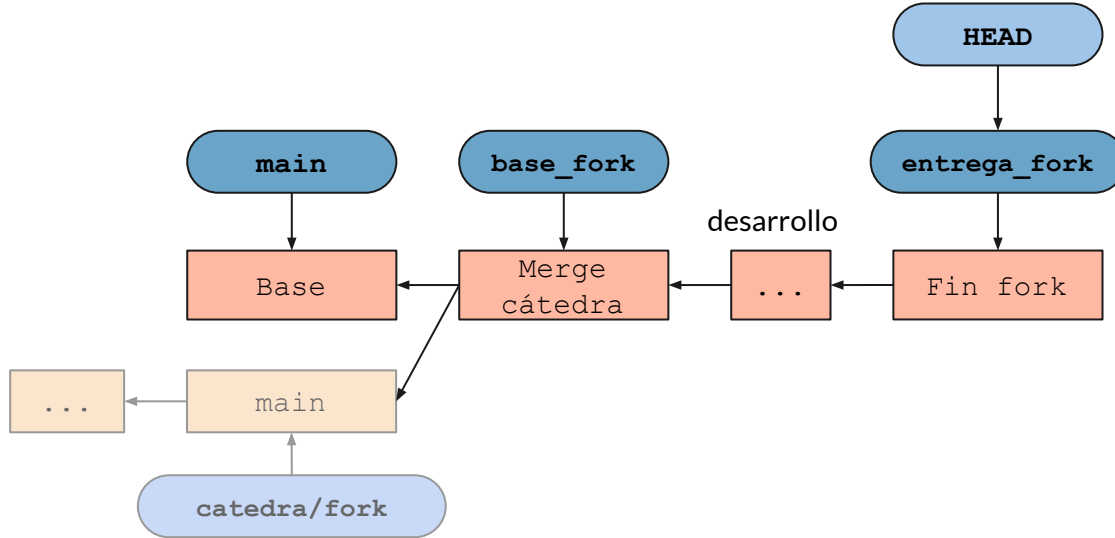 HEAD
main
base_fork
entrega_fork
desarrollo
Base
Merge
cátedra
...
Fin fork
...
main
catedra/fork